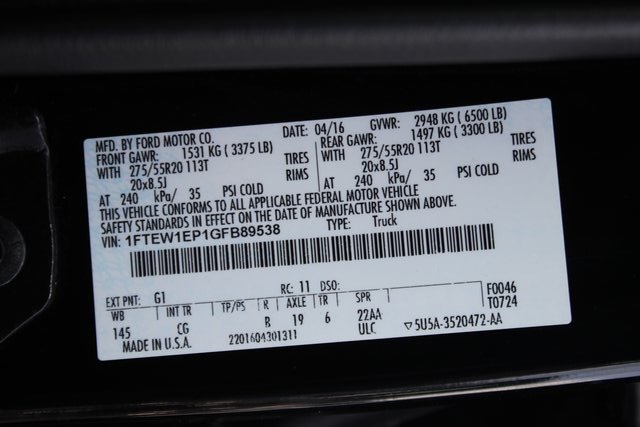 MFD. BY FORD MOTOR CO.
DATE: 04/16
GVWR: 2948 KG ( 6500 LB)
FRONT GAWR: 1531 KG ( 3375 LB)
REAR GAWR: 1497 KG ( 3300 LB)
WITH 275/55R20 113T TIRES
WITH 275/55R20 113T TIRES
20x8.5J RIMS
20x8.5J RIMS
AT 240 kPa/ 35 PSI COLD
AT 240 kPa/ 35 PSI COLD
THIS VEHICLE CONFORMS TO ALL APPLICABLE FEDERAL MOTOR VEHICLE
SAFETY STANDARDS IN EFFECT ON THE DATE OF MANUFACTURE SHOWN ABOVE.
VIN: 1FTEW1EP1GFB89538
TYPE: Truck
EXT PNT: G1
RC: 11 DSO:
F0046
T0724
WB INT TR TP/PS R AXLE TR SPR
145 CG B 19 6 22AA
ULC
MADE IN U.S.A.
2201604301311
▽5U5A-3520472-AA